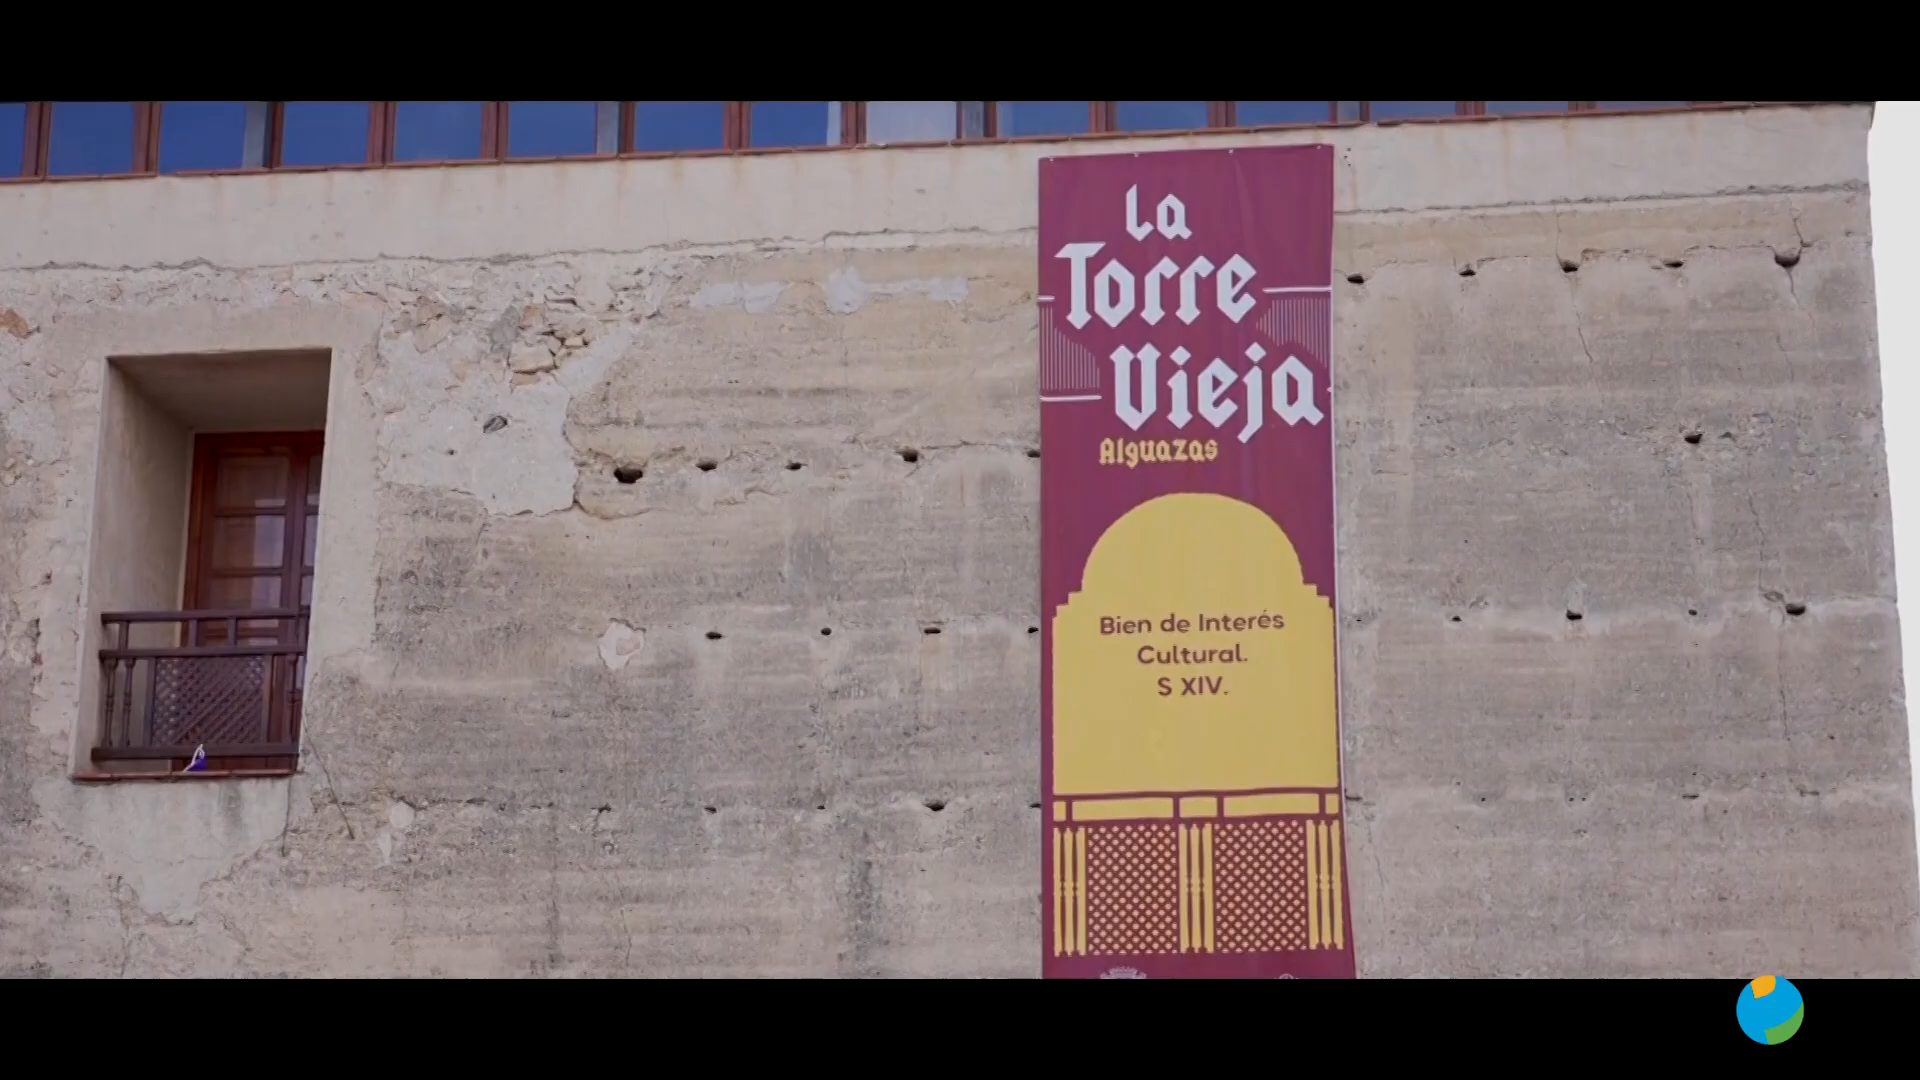 La
Torre
Vieja
Alguazas
Bien de Interés
Cultural.
S XIV.